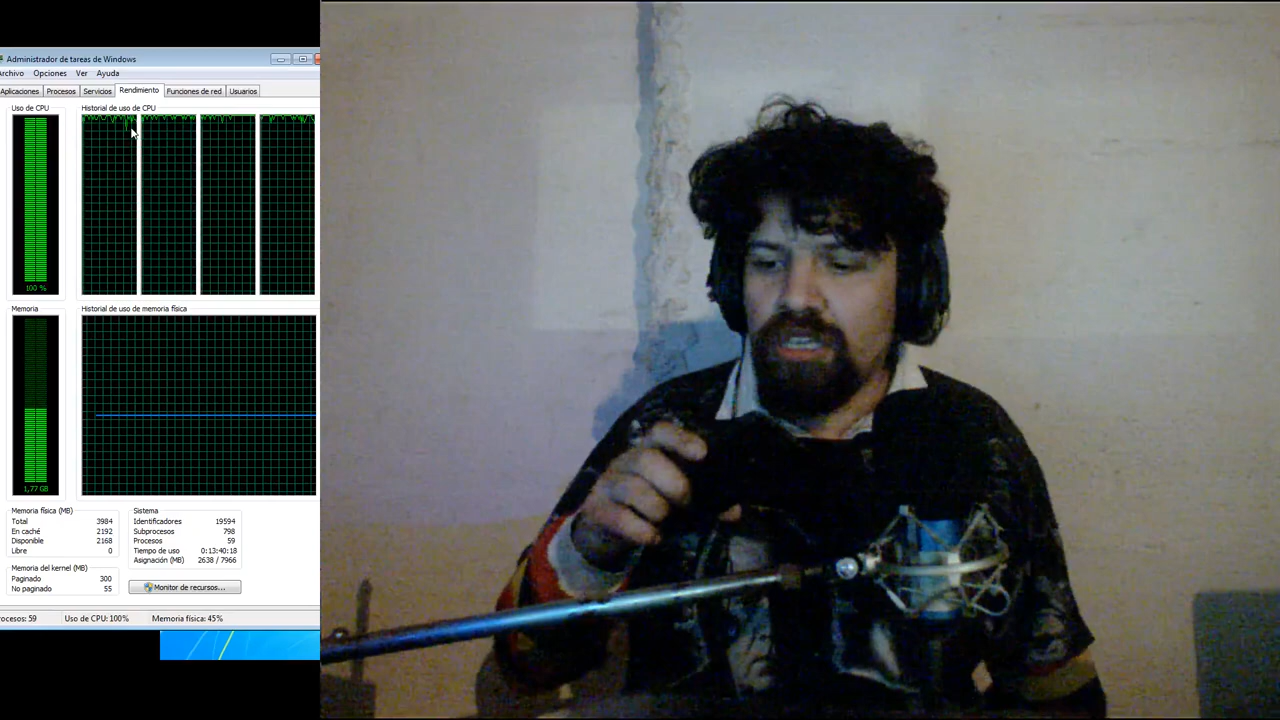 Administrador de tareas de Windows
Archivo Opciones Ver Ayuda
Aplicaciones Procesos Servicios Rendimiento Funciones de red Usuarios
Uso de CPU
Historial de uso de CPU
100 %
Memoria
Historial de uso de memoria física
1,77 GB
Memoria física (MB)
Total 3984
En caché 2192
Disponible 2168
Libre 0
Memoria del kernel (MB)
Paginado 300
No paginado 55
Sistema
Identificadores 19594
Subprocesos 798
Procesos 59
Tiempo de uso 0:13:40:18
Asignación (MB) 2638 / 7966
Monitor de recursos...
rocesos: 59 Uso de CPU: 100% Memoria física: 45%